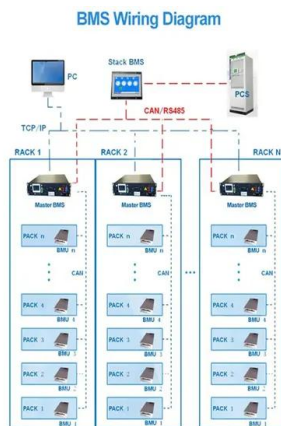 BMS Wiring Diagram
PC
Stack BMS
PCS
CAN/RS485
TCP/IP
RACK 1
RACK 2
RACK N
Master BMS
Master BMS
Master BMS
PACK n
BMU n
PACK n
BMU n
PACK n
BMU n
CAN
CAN
CAN
PACK 4
BMU 4
PACK 4
BMU 4
PACK 4
BMU 4
PACK 3
BMU 3
PACK 3
BMU 3
PACK 3
BMU 3
PACK 2
BMU 2
PACK 2
BMU 2
PACK 2
BMU 2
PACK 1
BMU 1
PACK 1
BMU 1
PACK 1
BMU 1